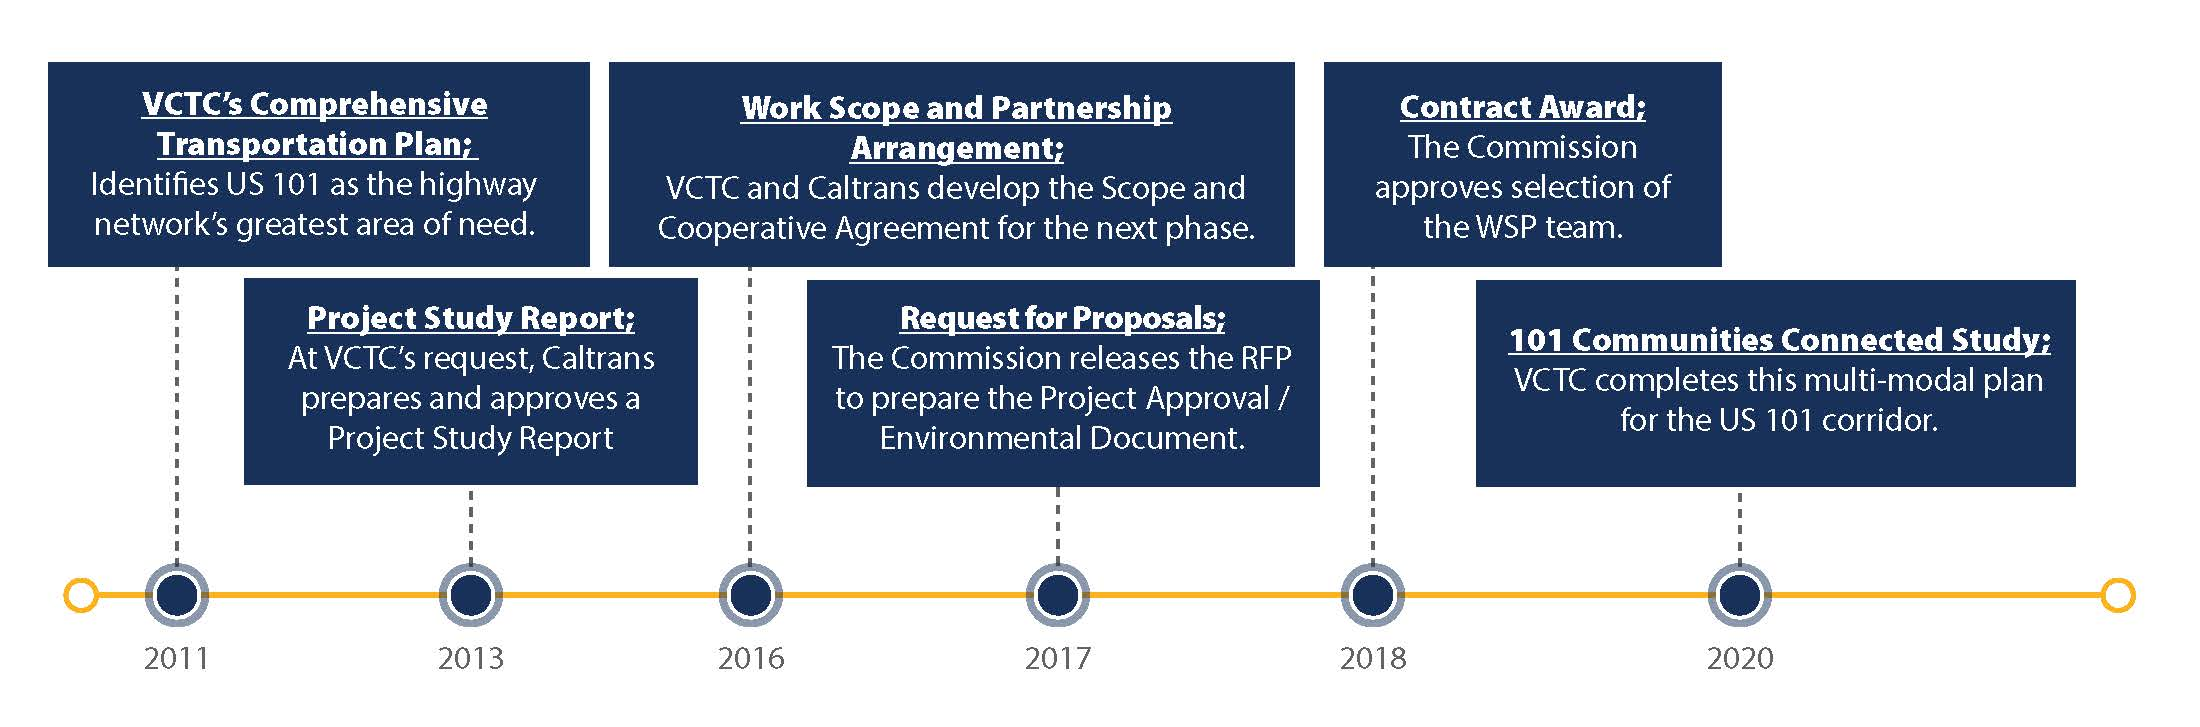 VCTC’s Comprehensive
Transportation Plan;
Identifies US 101 as the highway
network’s greatest area of need.
Project Study Report;
At VCTC’s request, Caltrans
prepares and approves a
Project Study Report
Work Scope and Partnership
Arrangement;
VCTC and Caltrans develop the Scope and
Cooperative Agreement for the next phase.
Request for Proposals;
The Commission releases the RFP
to prepare the Project Approval /
Environmental Document.
Contract Award;
The Commission
approves selection of
the WSP team.
101 Communities Connected Study;
VCTC completes this multi-modal plan
for the US 101 corridor.
2011
2013
2016
2017
2018
2020